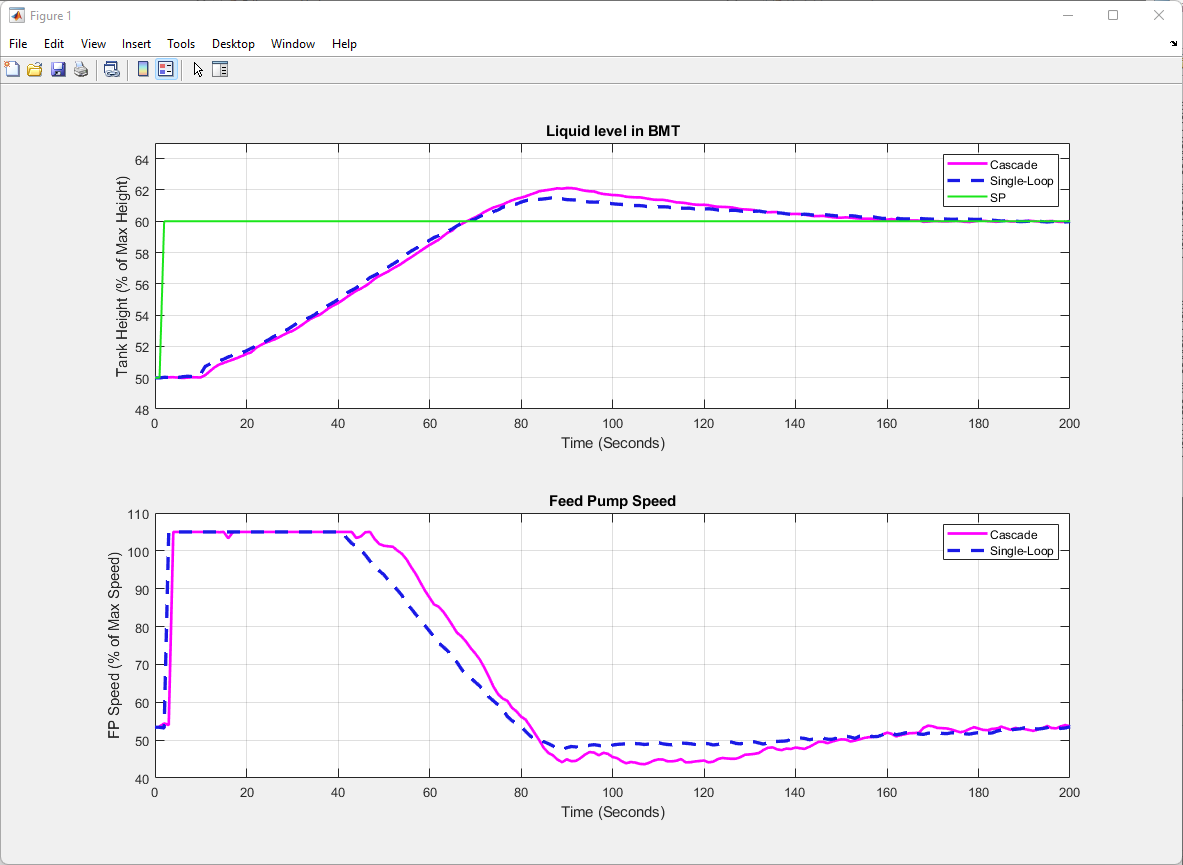 Figure 1
File Edit View Insert Tools Desktop Window Help
Liquid level in BMT
Tank Height (% of Max Height)
64
62
60
58
56
54
52
50
48
Cascade
Single-Loop
SP
0 20 40 60 80 100 120 140 160 180 200
Time (Seconds)
Feed Pump Speed
FP Speed (% of Max Speed)
110
100
90
80
70
60
50
40
Cascade
Single-Loop
0 20 40 60 80 100 120 140 160 180 200
Time (Seconds)